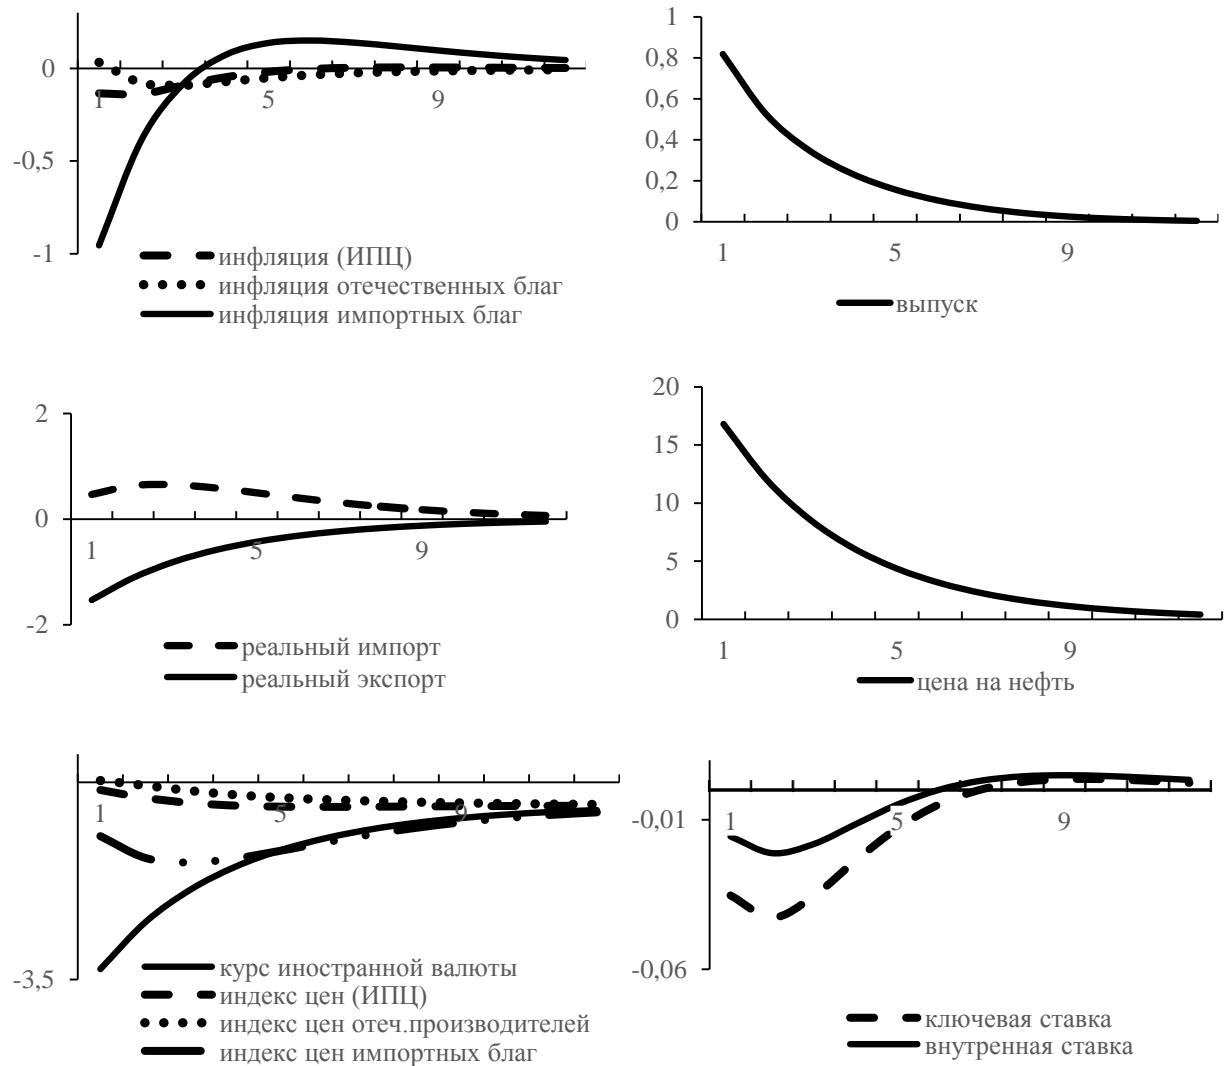 0
-0,5
-1
1 5 9
инфляция (ИПЦ)
инфляция отечественных благ
инфляция импортных благ
1
0,8
0,6
0,4
0,2
0
1 5 9
выпуск
2
0
-2
1 5 9
реальный импорт
реальный экспорт
20
15
10
5
0
1 5 9
цена на нефть
-3,5
1 5 9
курс иностранной валюты
индекс цен (ИПЦ)
индекс цен отеч.производителей
индекс цен импортных благ
-0,01
-0,06
1 5 9
ключевая ставка
внутренная ставка